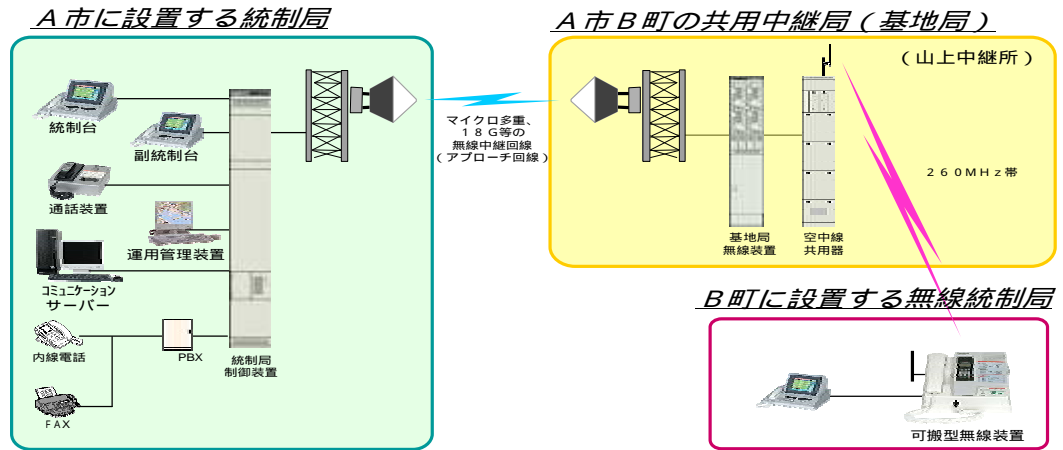 A市に設置する統制局
A市B町の共用中継局(基地局)
(山上中継所)
統制台
副統制台
通話装置
運用管理装置
コミュニケーション
サーバー
内線電話
PBX
FAX
統制局
制御装置
マイクロ多重、
18G等の
無線中継回線
(アプローチ回線)
基地局
無線装置
空中線
共用器
260MHz帯
B町に設置する無線統制局
可搬型無線装置